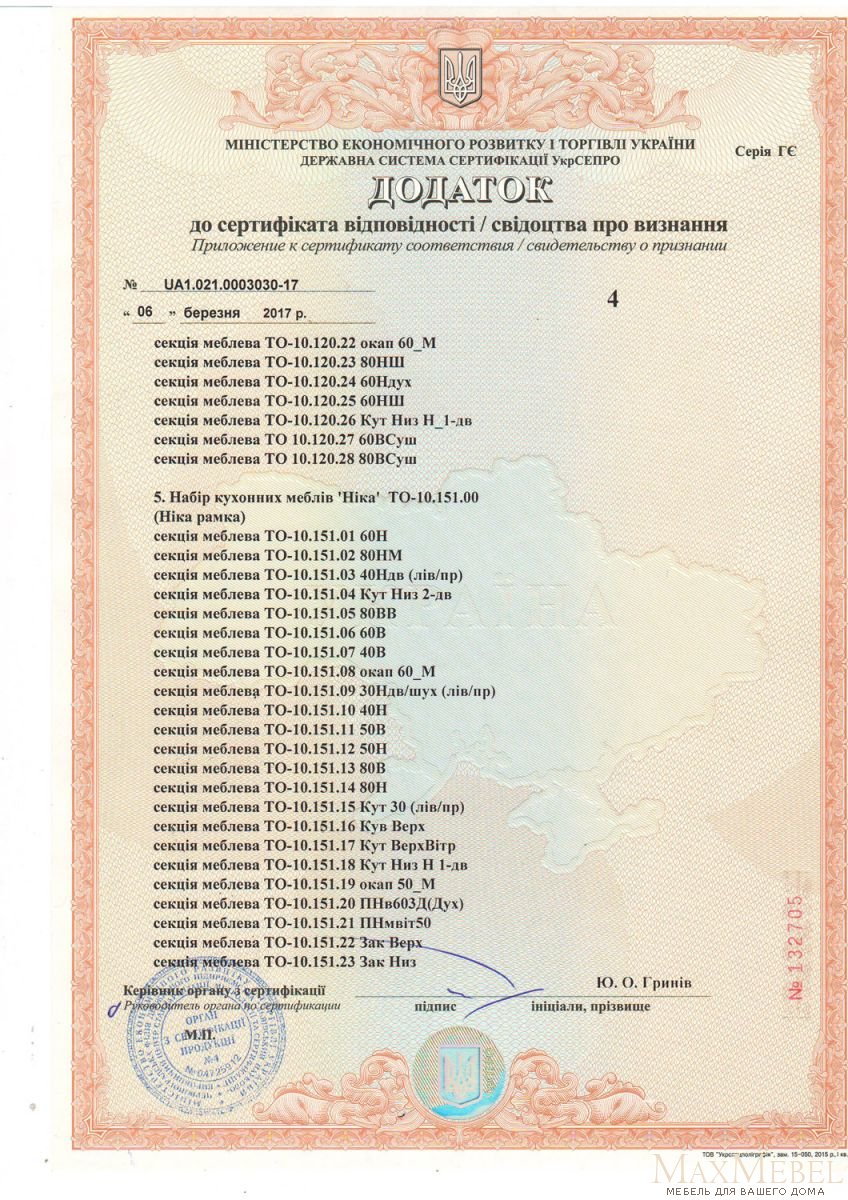 МІНІСТЕРСТВО ЕКОНОМІЧНОГО РОЗВИТКУ І ТОРГІВЛІ УКРАЇНИ
ДЕРЖАВНА СИСТЕМА СЕРТИФІКАЦІЇ УкрСЕПРО
Серія ГЄ
ДОДАТОК
до сертифіката відповідності / свідоцтва про визнання
Приложение к сертификату соответствия / свидетельству о признании
№ UA1.021.0003030-17
4
“ 06 ” березня 2017 р.
секція меблева ТО-10.120.22 окап 60_М
секція меблева ТО-10.120.23 80НШ
секція меблева ТО-10.120.24 60Ндух
секція меблева ТО-10.120.25 60НШ
секція меблева ТО-10.120.26 Кут Низ Н_1-дв
секція меблева ТО 10.120.27 60ВСуш
секція меблева ТО 10.120.28 80ВСуш
5. Набір кухонних меблів 'Ніка' ТО-10.151.00
(Ніка рамка)
секція меблева ТО-10.151.01 60Н
секція меблева ТО-10.151.02 80НМ
секція меблева ТО-10.151.03 40Ндв (лів/пр)
секція меблева ТО-10.151.04 Кут Низ 2-дв
секція меблева ТО-10.151.05 80ВВ
секція меблева ТО-10.151.06 60В
секція меблева ТО-10.151.07 40В
секція меблева ТО-10.151.08 окап 60_М
секція меблева ТО-10.151.09 30Ндв/шух (лів/пр)
секція меблева ТО-10.151.10 40Н
секція меблева ТО-10.151.11 50В
секція меблева ТО-10.151.12 50Н
секція меблева ТО-10.151.13 80В
секція меблева ТО-10.151.14 80Н
секція меблева ТО-10.151.15 Кут 30 (лів/пр)
секція меблева ТО-10.151.16 Кув Верх
секція меблева ТО-10.151.17 Кут ВерхВітр
секція меблева ТО-10.151.18 Кут Низ Н 1-дв
секція меблева ТО-10.151.19 окап 50_М
секція меблева ТО-10.151.20 ПНв603Д(Дух)
секція меблева ТО-10.151.21 ПНмвіт50
секція меблева ТО-10.151.22 Зак Верх
секція меблева ТО-10.151.23 Зак Низ
Керівник органу з сертифікації
Ю. О. Гринів
Руководитель органа по сертификации
підпис
ініціали, прізвище
М.П.
ОРГАН
З СЕРТИФІКАЦІЇ
ПРОДУКЦІЇ
№4
№04725912
№ 132705
УКРАЇНА
ТОВ "Укрспецполіграфія", зам. 15-050, 2015 р., І кв.
MaxMebel
МЕБЕЛЬ ДЛЯ ВАШЕГО ДОМА